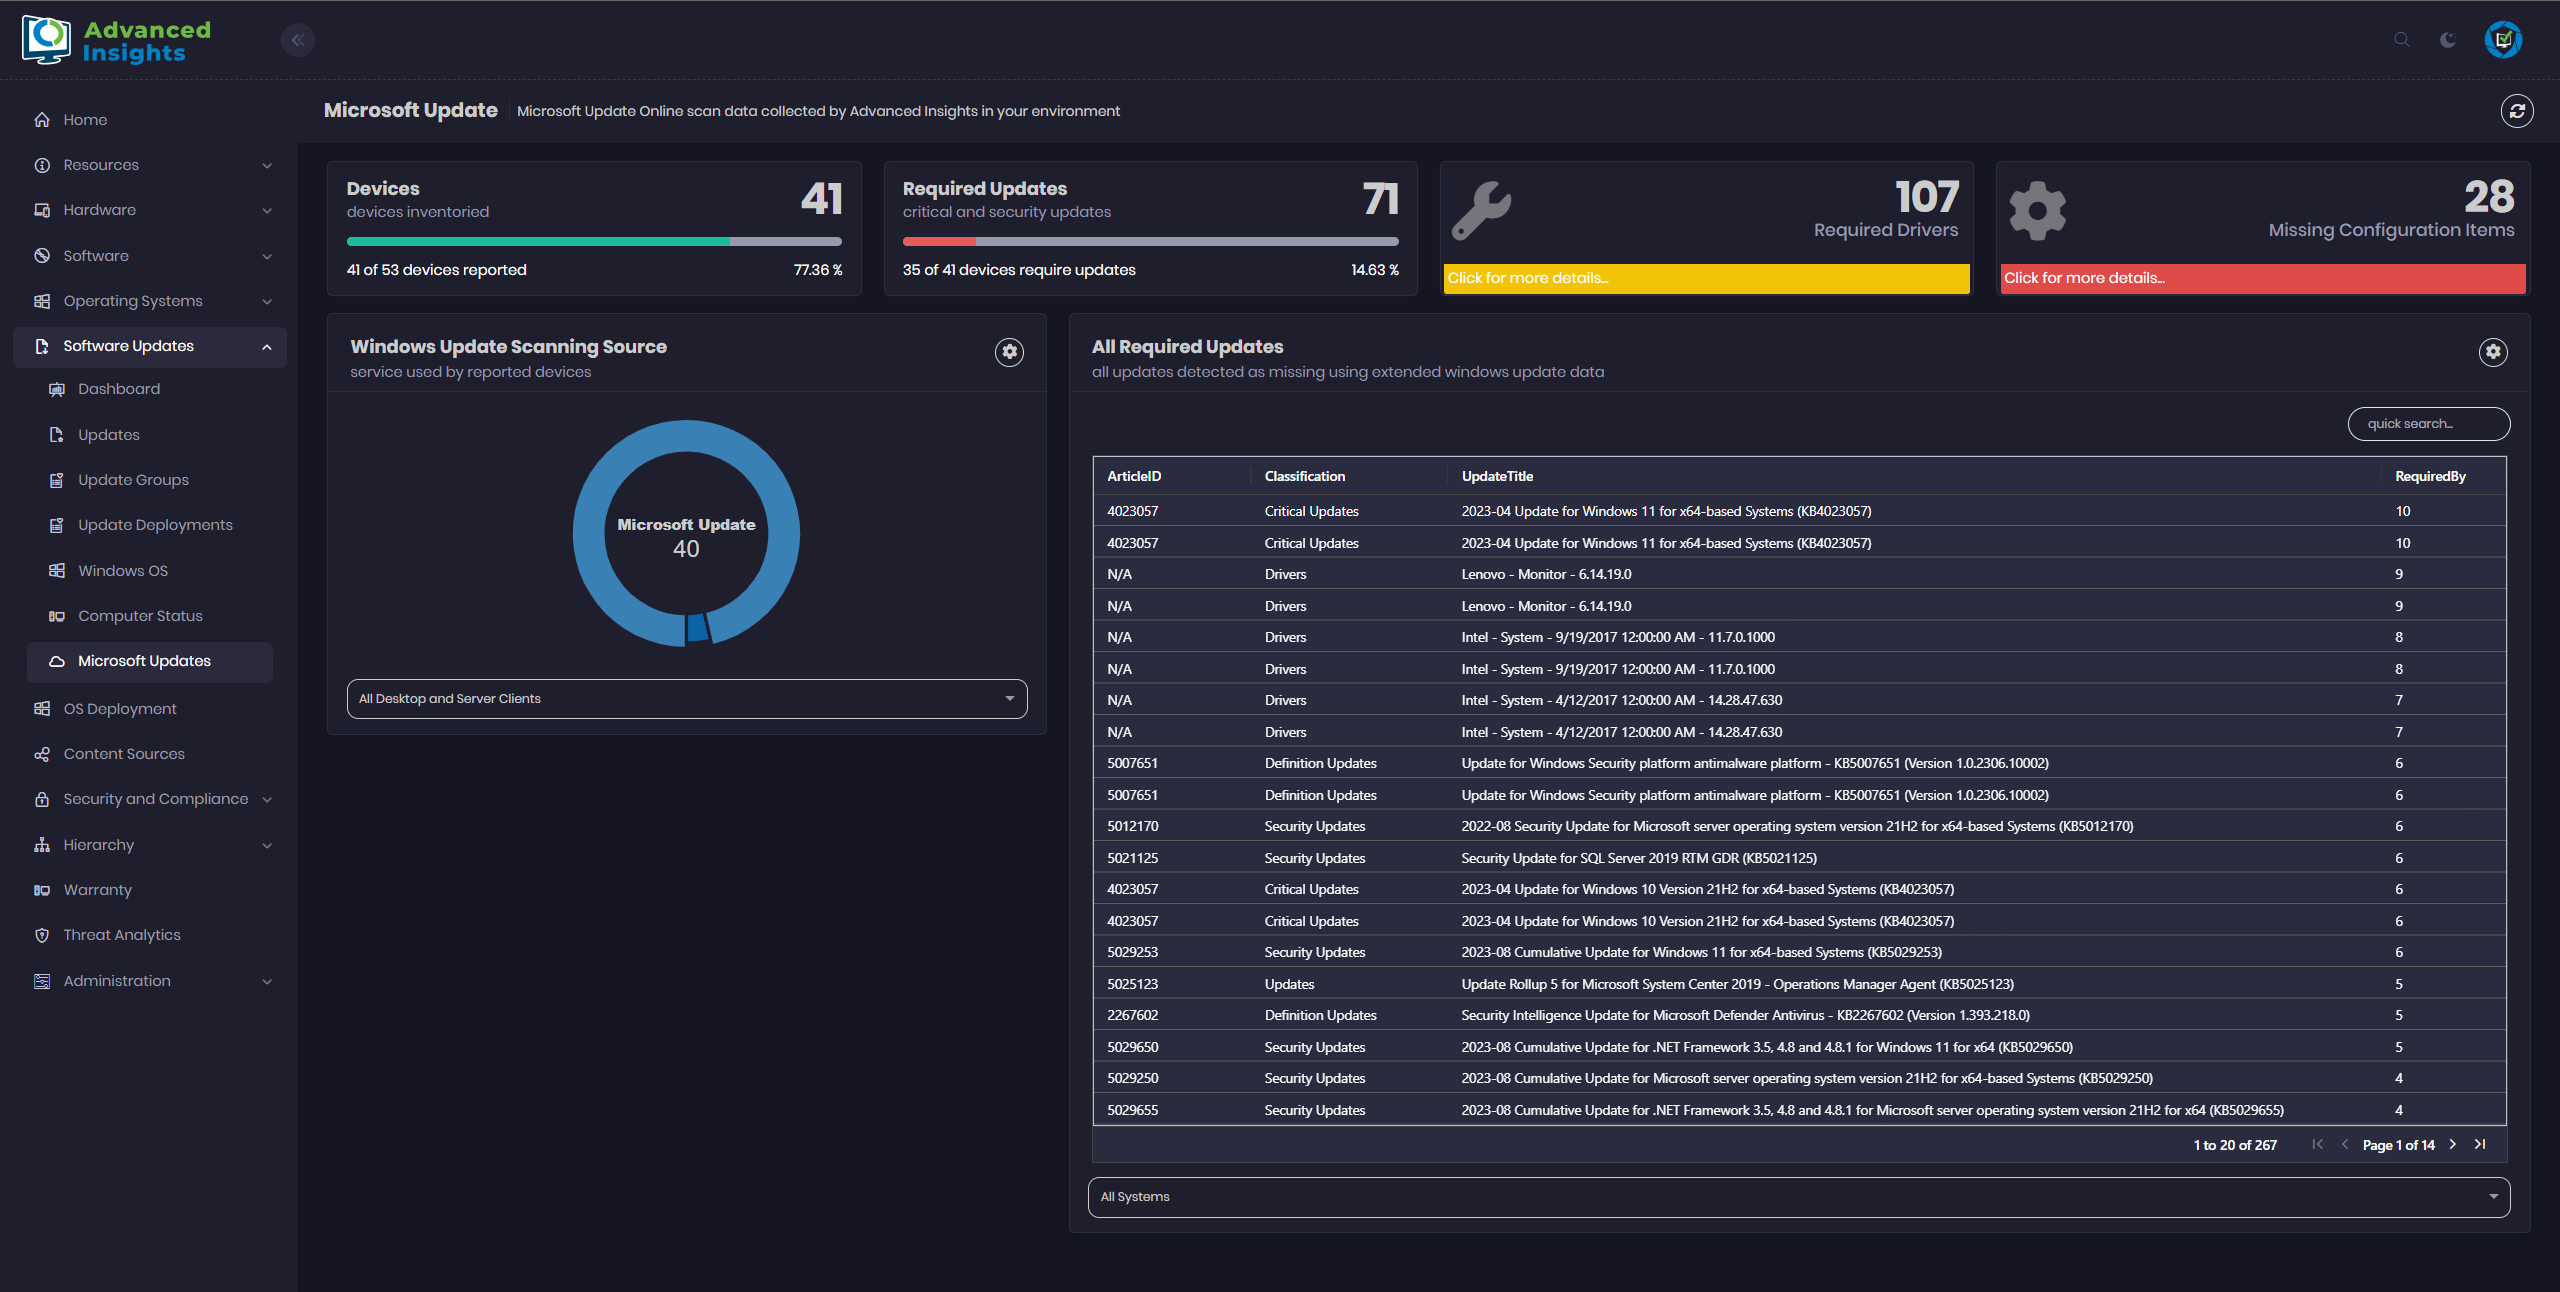 Advanced
Insights
Home
Resources
Hardware
Software
Operating Systems
Software Updates
Dashboard
Updates
Update Groups
Update Deployments
Windows OS
Computer Status
Microsoft Updates
OS Deployment
Content Sources
Security and Compliance
Hierarchy
Warranty
Threat Analytics
Administration
Microsoft Update Microsoft Update Online scan data collected by Advanced Insights in your environment
Devices 41
devices inventoried
41 of 53 devices reported 77.36 %
Required Updates 71
critical and security updates
35 of 41 devices require updates 14.63 %
107
Required Drivers
Click for more details...
28
Missing Configuration Items
Click for more details...
Windows Update Scanning Source
service used by reported devices
Microsoft Update
40
All Desktop and Server Clients
All Required Updates
all updates detected as missing using extended windows update data
quick search...
ArticleID Classification UpdateTitle RequiredBy
4023057 Critical Updates 2023-04 Update for Windows 11 for x64-based Systems (KB4023057) 10
4023057 Critical Updates 2023-04 Update for Windows 11 for x64-based Systems (KB4023057) 10
N/A Drivers Lenovo - Monitor - 6.14.19.0 9
N/A Drivers Lenovo - Monitor - 6.14.19.0 9
N/A Drivers Intel - System - 9/19/2017 12:00:00 AM - 11.7.0.1000 8
N/A Drivers Intel - System - 9/19/2017 12:00:00 AM - 11.7.0.1000 8
N/A Drivers Intel - System - 4/12/2017 12:00:00 AM - 14.28.47.630 7
N/A Drivers Intel - System - 4/12/2017 12:00:00 AM - 14.28.47.630 7
5007651 Definition Updates Update for Windows Security platform antimalware platform - KB5007651 (Version 1.0.2306.10002) 6
5007651 Definition Updates Update for Windows Security platform antimalware platform - KB5007651 (Version 1.0.2306.10002) 6
5012170 Security Updates 2022-08 Security Update for Microsoft server operating system version 21H2 for x64-based Systems (KB5012170) 6
5021125 Security Updates Security Update for SQL Server 2019 RTM GDR (KB5021125) 6
4023057 Critical Updates 2023-04 Update for Windows 10 Version 21H2 for x64-based Systems (KB4023057) 6
4023057 Critical Updates 2023-04 Update for Windows 10 Version 21H2 for x64-based Systems (KB4023057) 6
5029253 Security Updates 2023-08 Cumulative Update for Windows 11 for x64-based Systems (KB5029253) 6
5025123 Updates Update Rollup 5 for Microsoft System Center 2019 - Operations Manager Agent (KB5025123) 5
2267602 Definition Updates Security Intelligence Update for Microsoft Defender Antivirus - KB2267602 (Version 1.393.218.0) 5
5029650 Security Updates 2023-08 Cumulative Update for .NET Framework 3.5, 4.8 and 4.8.1 for Windows 11 for x64 (KB5029650) 5
5029250 Security Updates 2023-08 Cumulative Update for Microsoft server operating system version 21H2 for x64-based Systems (KB5029250) 4
5029655 Security Updates 2023-08 Cumulative Update for .NET Framework 3.5, 4.8 and 4.8.1 for Microsoft server operating system version 21H2 for x64 (KB5029655) 4
1 to 20 of 267 Page 1 of 14
All Systems